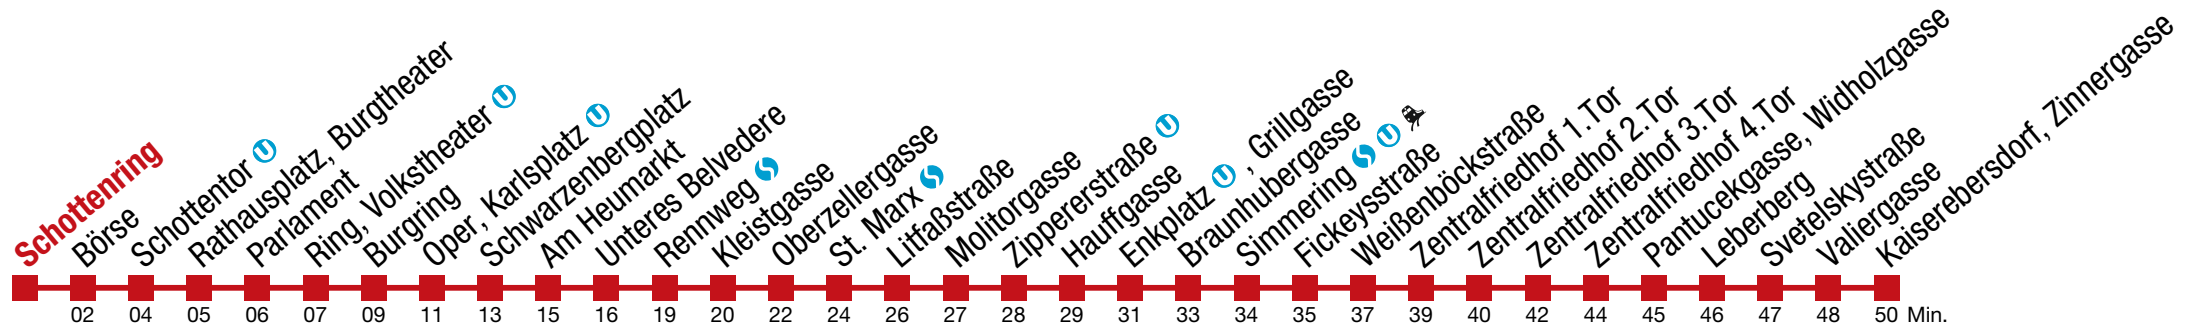 Schottenring
Börse
Schottentor
Rathausplatz, Burgtheater
Parlament
Ring, Volkstheater
Burgring
Oper, Karlsplatz
Schwarzenbergplatz
Am Heumarkt
Unteres Belvedere
Rennweg
Kleistgasse
Oberzellergasse
St. Marx
Litfaßstraße
Molitorgasse
Zippererstraße
Hauffgasse
Enkplatz , Grillgasse
Braunhubergasse
Simmering
Fickeysstraße
Weißenböckstraße
Zentralfriedhof 1.Tor
Zentralfriedhof 2.Tor
Zentralfriedhof 3.Tor
Zentralfriedhof 4.Tor
Pantucekgasse, Widholzgasse
Leberberg
Svetelskystraße
Valiergasse
Kaiserebersdorf, Zinnergasse
02 04 05 06 07 09 11 13 15 16 19 20 22 24 26 27 28 29 31 33 34 35 37 39 40 42 44 45 46 47 48 50 Min.